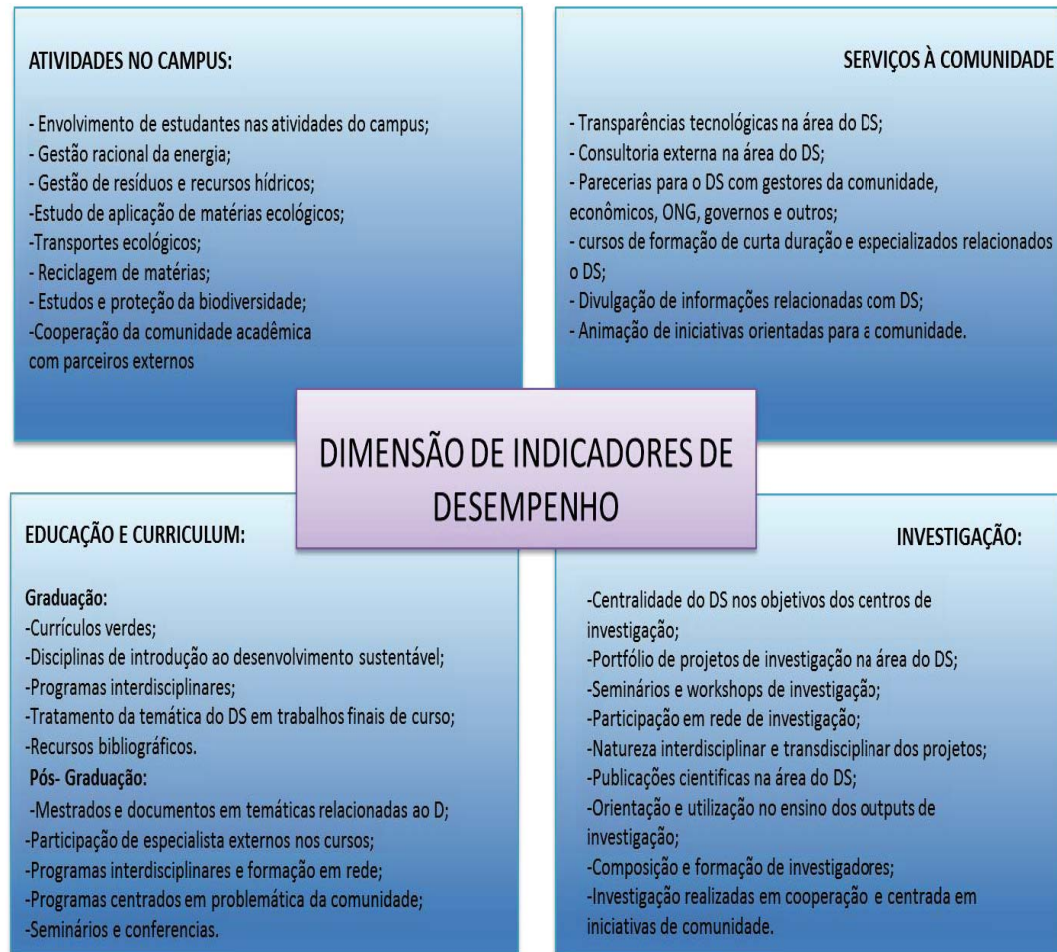 ATIVIDADES NO CAMPUS:
- Envolvimento de estudantes nas atividades do campus;
- Gestão racional da energia;
- Gestão de resíduos e recursos hídricos;
-Estudo de aplicação de matérias ecológicos;
-Transportes ecológicos;
- Reciclagem de matérias;
- Estudos e proteção da biodiversidade;
-Cooperação da comunidade acadêmica
com parceiros externos
SERVIÇOS À COMUNIDADE
- Transparências tecnológicas na área do DS;
- Consultoria externa na área do DS;
- Parecerias para o DS com gestores da comunidade,
econômicos, ONG, governos e outros;
- cursos de formação de curta duração e especializados relacionados
o DS;
- Divulgação de informações relacionadas com DS;
- Animação de iniciativas orientadas para a comunidade.
DIMENSÃO DE INDICADORES DE
DESEMPENHO
EDUCAÇÃO E CURRICULUM:
Graduação:
-Currículos verdes;
-Disciplinas de introdução ao desenvolvimento sustentável;
-Programas interdisciplinares;
-Tratamento da temática do DS em trabalhos finais de curso;
-Recursos bibliográficos.
Pós- Graduação:
-Mestrados e documentos em temáticas relacionadas ao D;
-Participação de especialista externos nos cursos;
-Programas interdisciplinares e formação em rede;
-Programas centrados em problemática da comunidade;
-Seminários e conferencias.
INVESTIGAÇÃO:
-Centralidade do DS nos objetivos dos centros de
investigação;
-Portfólio de projetos de investigação na área do DS;
-Seminários e workshops de investigação;
-Participação em rede de investigação;
-Natureza interdisciplinar e transdisciplinar dos projetos;
-Publicações cientificas na área do DS;
-Orientação e utilização no ensino dos outputs de
investigação;
-Composição e formação de investigadores;
-Investigação realizadas em cooperação e centrada em
iniciativas de comunidade.